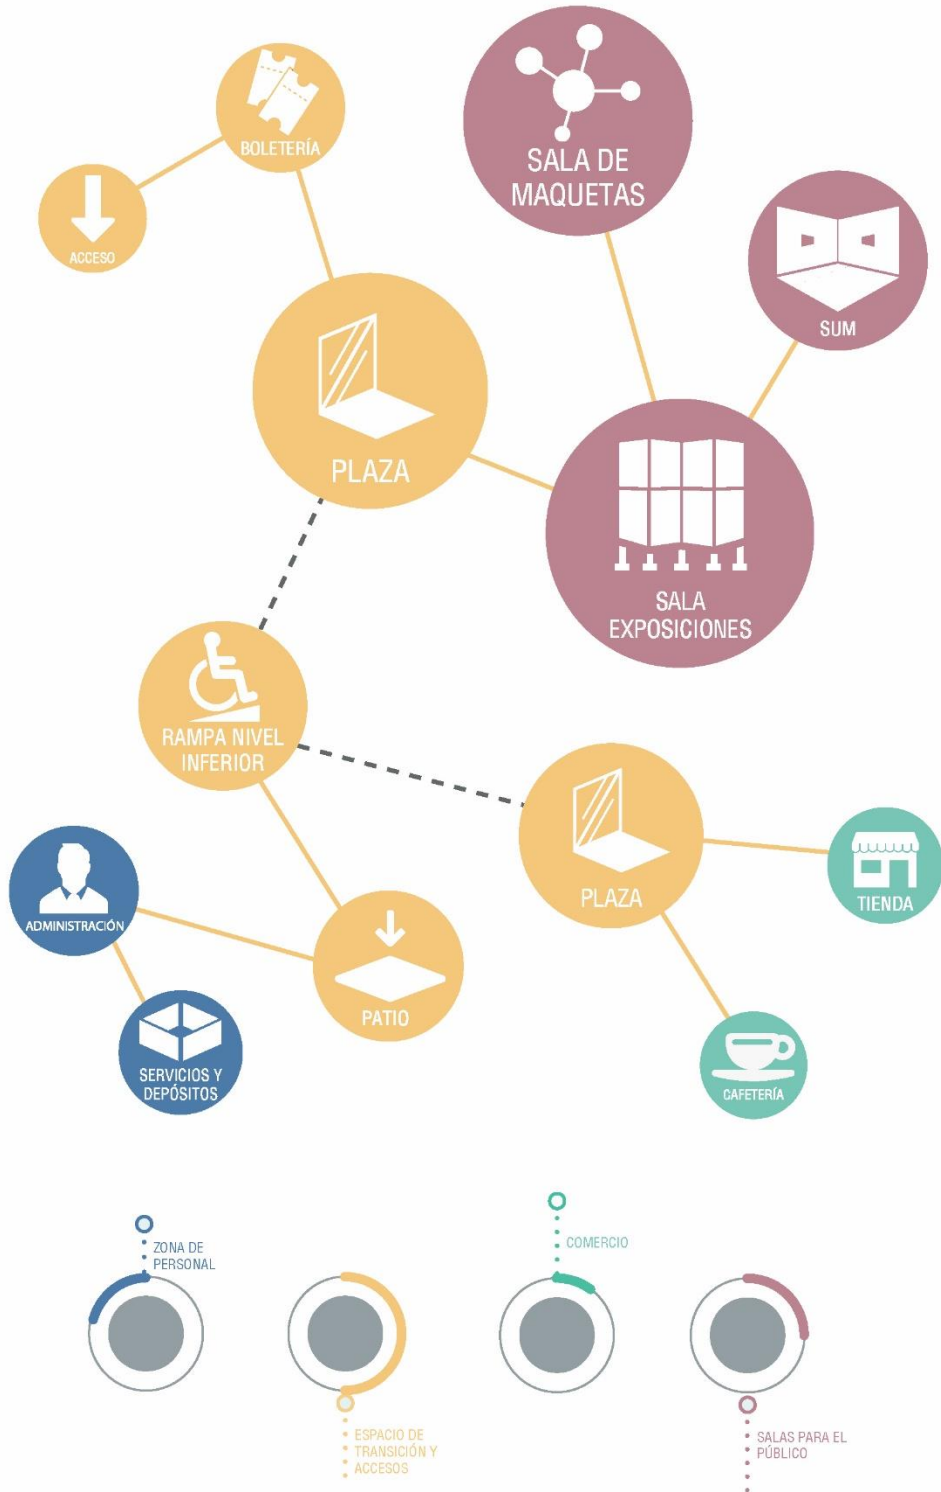 BOLETERÍA
ACCESO
SALA DE
MAQUETAS
SUM
PLAZA
SALA
EXPOSICIONES
RAMPA NIVEL
INFERIOR
PLAZA
TIENDA
ADMINISTRACIÓN
PATIO
SERVICIOS Y
DEPÓSITOS
CAFETERÍA
ZONA DE
PERSONAL
COMERCIO
ESPACIO DE
TRANSICIÓN Y
ACCESOS
SALAS PARA EL
PÚBLICO